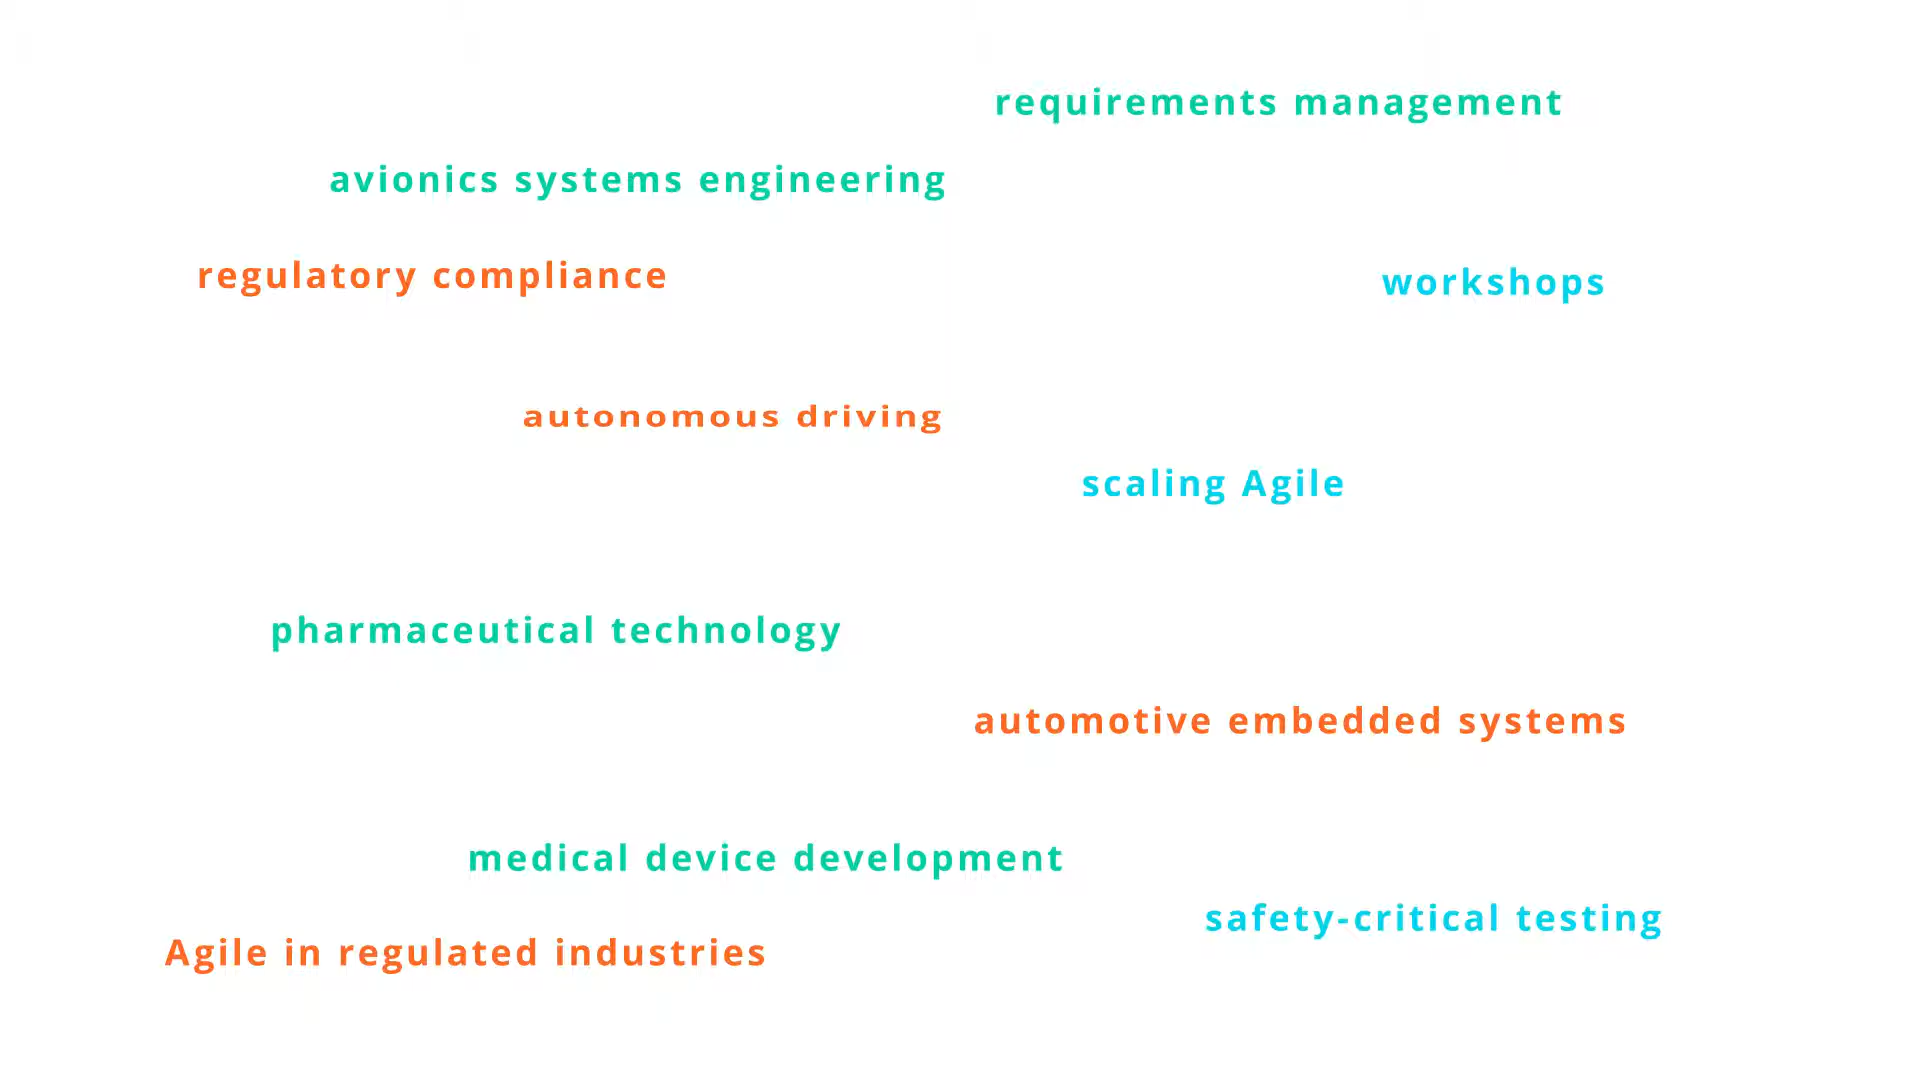 requirements management
avionics systems engineering
regulatory compliance
workshops
autonomous driving
scaling Agile
pharmaceutical technology
automotive embedded systems
medical device development
safety-critical testing
Agile in regulated industries